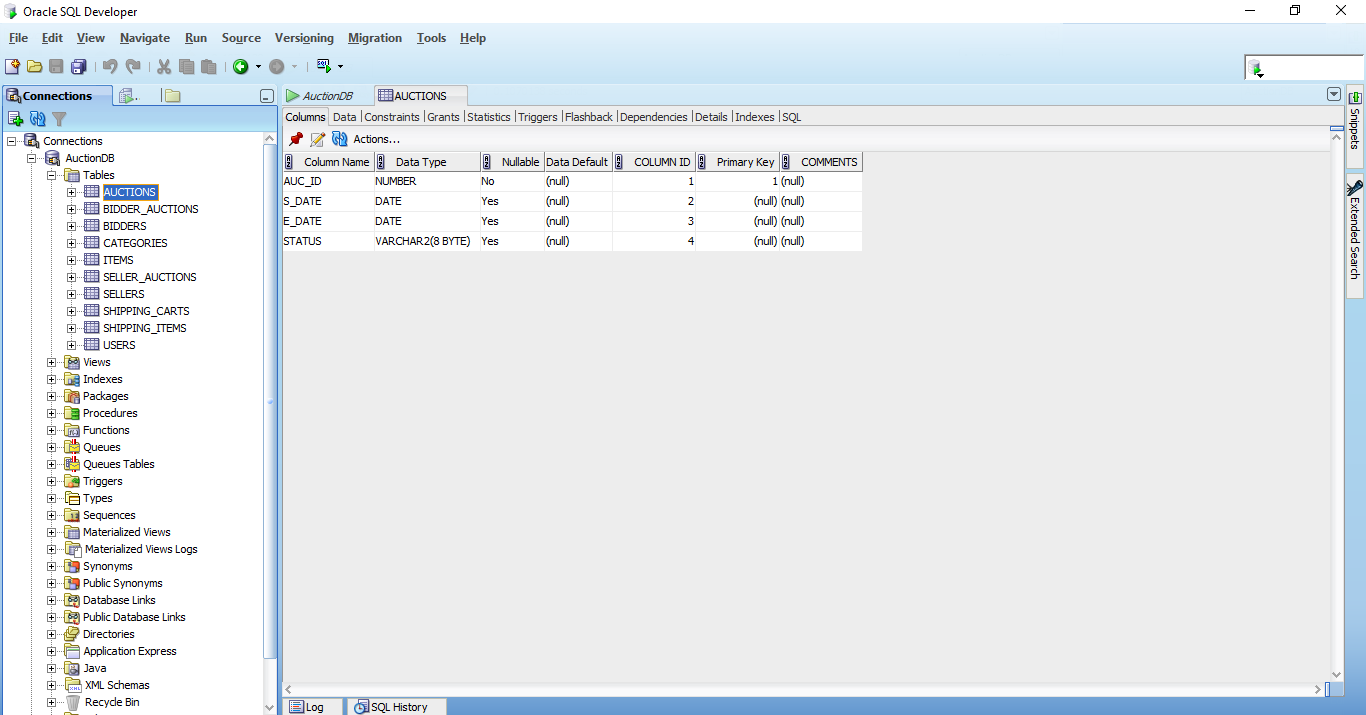 Oracle SQL Developer
File Edit View Navigate Run Source Versioning Migration Tools Help
Connections
AuctionDB AUCTIONS
Columns Data Constraints Grants Statistics Triggers Flashback Dependencies Details Indexes SQL
Actions...
Column Name Data Type Nullable Data Default COLUMN ID Primary Key COMMENTS
AUC_ID NUMBER No (null) 1 1 (null)
S_DATE DATE Yes (null) 2 (null) (null)
E_DATE DATE Yes (null) 3 (null) (null)
STATUS VARCHAR2(8 BYTE) Yes (null) 4 (null) (null)
Connections
AuctionDB
Tables
AUCTIONS
BIDDER_AUCTIONS
BIDDERS
CATEGORIES
ITEMS
SELLER_AUCTIONS
SELLERS
SHIPPING_CARTS
SHIPPING_ITEMS
USERS
Views
Indexes
Packages
Procedures
Functions
Queues
Queues Tables
Triggers
Types
Sequences
Materialized Views
Materialized Views Logs
Synonyms
Public Synonyms
Database Links
Public Database Links
Directories
Application Express
Java
XML Schemas
Recycle Bin
Snippets
Extended Search
Log SQL History